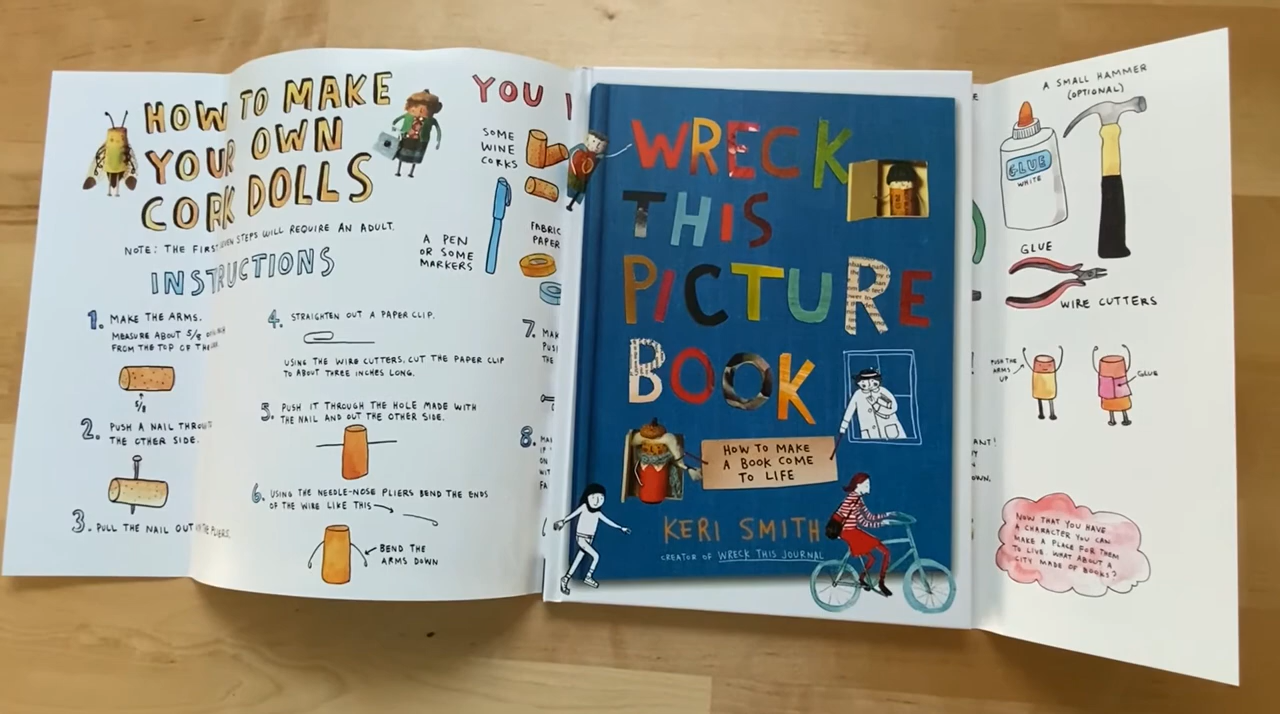 HOW TO MAKE
YOUR OWN
CORK DOLLS
NOTE: THE FIRST SEVEN STEPS WILL REQUIRE AN ADULT.
INSTRUCTIONS
1. MAKE THE ARMS.
MEASURE ABOUT 5/8
FROM THE TOP OF THE
5/8
2. PUSH A NAIL THROUGH TO
THE OTHER SIDE.
3. PULL THE NAIL OUT WITH THE PLIERS.
4. STRAIGHTEN OUT A PAPER CLIP.
USING THE WIRE CUTTERS, CUT THE PAPER CLIP
TO ABOUT THREE INCHES LONG.
5. PUSH IT THROUGH THE HOLE MADE WITH
THE NAIL AND OUT THE OTHER SIDE.
6. USING THE NEEDLE-NOSE PLIERS BEND THE ENDS
OF THE WIRE LIKE THIS
BEND THE
ARMS DOWN
YOU
SOME
WINE
CORKS
A PEN
OR SOME
MARKERS
FABRIC
PAPER
7.
THE
8.
WRECK
THIS
PICTURE
BOOK
HOW TO MAKE
A BOOK COME
TO LIFE
KERI SMITH
CREATOR OF WRECK THIS JOURNAL
A SMALL HAMMER
(OPTIONAL)
GLUE
WHITE
GLUE
WIRE CUTTERS
PUSH THE
ARMS
UP
GLUE
NOW THAT YOU HAVE
A CHARACTER YOU CAN
MAKE A PLACE FOR THEM
TO LIVE. WHAT ABOUT A
CITY MADE OF BOOKS?